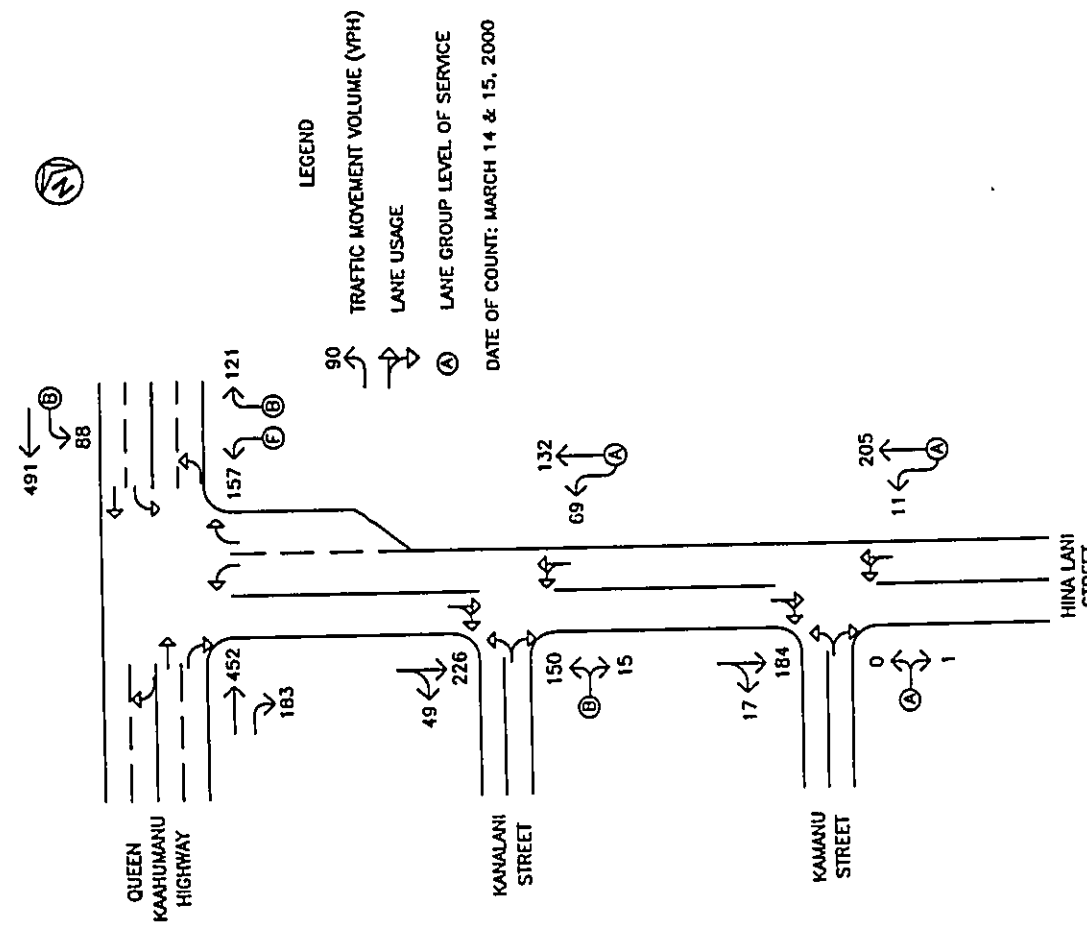 N
491
B
88
QUEEN
KAAHUMANU
HIGHWAY
452
183
157
121
F
B
LEGEND
90
TRAFFIC MOVEMENT VOLUME (VPH)
LANE USAGE
A
LANE GROUP LEVEL OF SERVICE
DATE OF COUNT: MARCH 14 & 15, 2000
49
226
KANALANI
STREET
150
B
15
69
132
A
17
184
KAMANU
STREET
0
A
1
11
205
A
HINA LANI
STREET